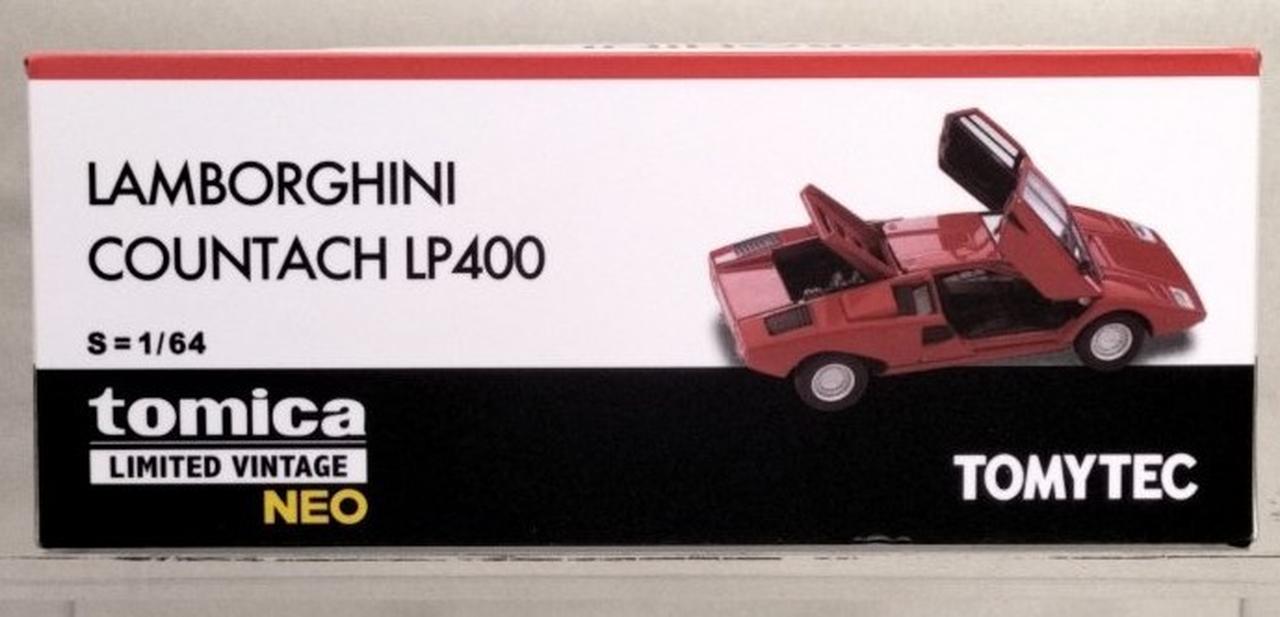 LAMBORGHINI
COUNTACH LP400
S=1/64
tomica
LIMITED VINTAGE
NEO
TOMYTEC